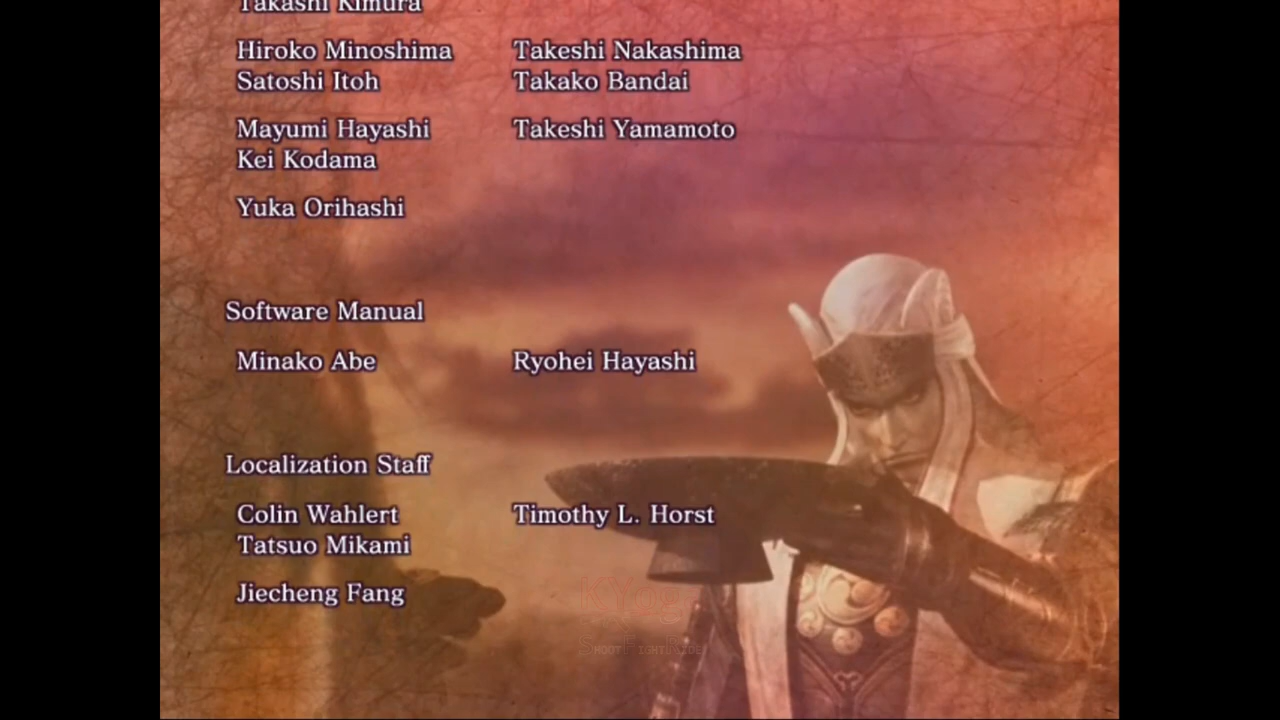 Takashi Kimura
Hiroko Minoshima Takeshi Nakashima
Satoshi Itoh Takako Bandai
Mayumi Hayashi Takeshi Yamamoto
Kei Kodama
Yuka Orihashi
Software Manual
Minako Abe Ryohei Hayashi
Localization Staff
Colin Wahlert Timothy L. Horst
Tatsuo Mikami
Jiecheng Fang
ShootFightRide